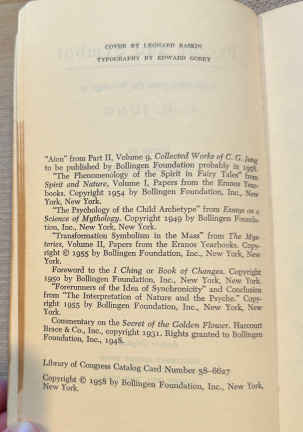 COVER BY LEONARD BASKIN
TYPOGRAPHY BY EDWARD GOREY
"Aion" from Part II, Volume 9, Collected Works of C. G. Jung
to be published by Bollingen Foundation probably in 1958.
"The Phenomenology of the Spirit in Fairy Tales" from
Spirit and Nature, Volume I, Papers from the Eranos Year-
books. Copyright 1954 by Bollingen Foundation, Inc., New
York, New York.
"The Psychology of the Child Archetype" from Essays on a
Science of Mythology. Copyright 1949 by Bollingen Founda-
tion, Inc., New York, New York.
"Transformation Symbolism in the Mass" from The Mys-
teries, Volume II, Papers from the Eranos Yearbooks. Copy-
right © 1955 by Bollingen Foundation, Inc., New York, New
York.
Foreword to the I Ching or Book of Changes. Copyright
1950 by Bollingen Foundation, Inc., New York, New York.
"Forerunners of the Idea of Synchronicity" and Conclusion
from "The Interpretation of Nature and the Psyche." Copy-
right 1955 by Bollingen Foundation, Inc., New York, New
York.
Commentary on the Secret of the Golden Flower. Harcourt
Brace & Co., Inc., copyright 1931. Rights granted to Bollingen
Foundation, Inc., 1948.
Library of Congress Catalog Card Number 58-6627
Copyright © 1958 by Bollingen Foundation, Inc., New York,
New York.